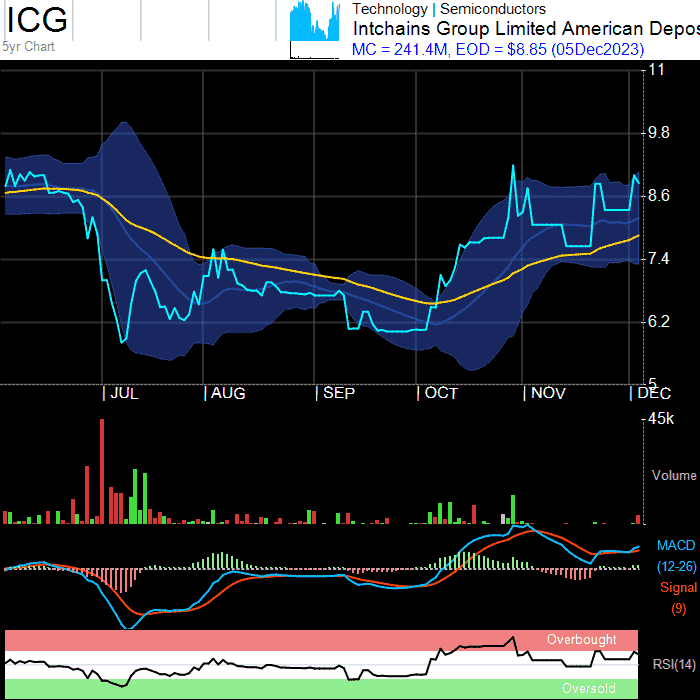 ICG
5yr Chart
Technology | Semiconductors
Intchains Group Limited American Depos
MC = 241.4M, EOD = $8.85 (05Dec2023)
11
9.8
8.6
7.4
6.2
5
JUL AUG SEP OCT NOV DEC
45k
Volume
MACD
(12-26)
Signal
(9)
Overbought
RSI(14)
Oversold